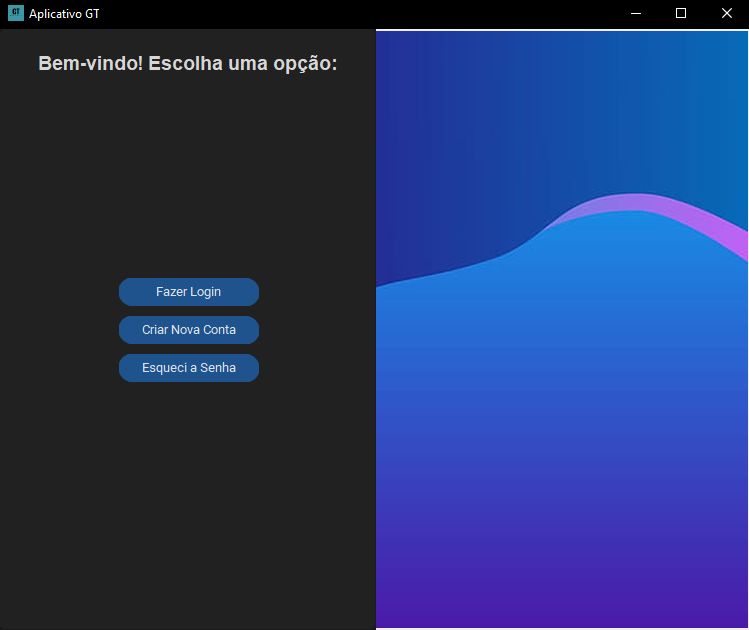 GT
Aplicativo GT
Bem-vindo! Escolha uma opção:
Fazer Login
Criar Nova Conta
Esqueci a Senha